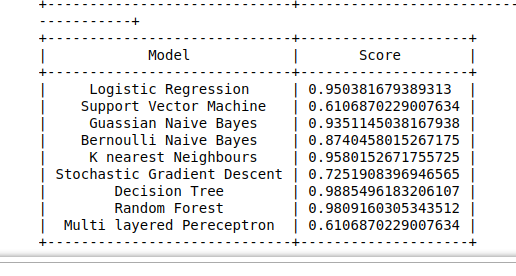 Model Score
Logistic Regression 0.950381679389313
Support Vector Machine 0.6106870229007634
Guassian Naive Bayes 0.9351145038167938
Bernoulli Naive Bayes 0.8740458015267175
K nearest Neighbours 0.9580152671755725
Stochastic Gradient Descent 0.7251908396946565
Decision Tree 0.9885496183206107
Random Forest 0.9809160305343512
Multi layered Pereceptron 0.6106870229007634